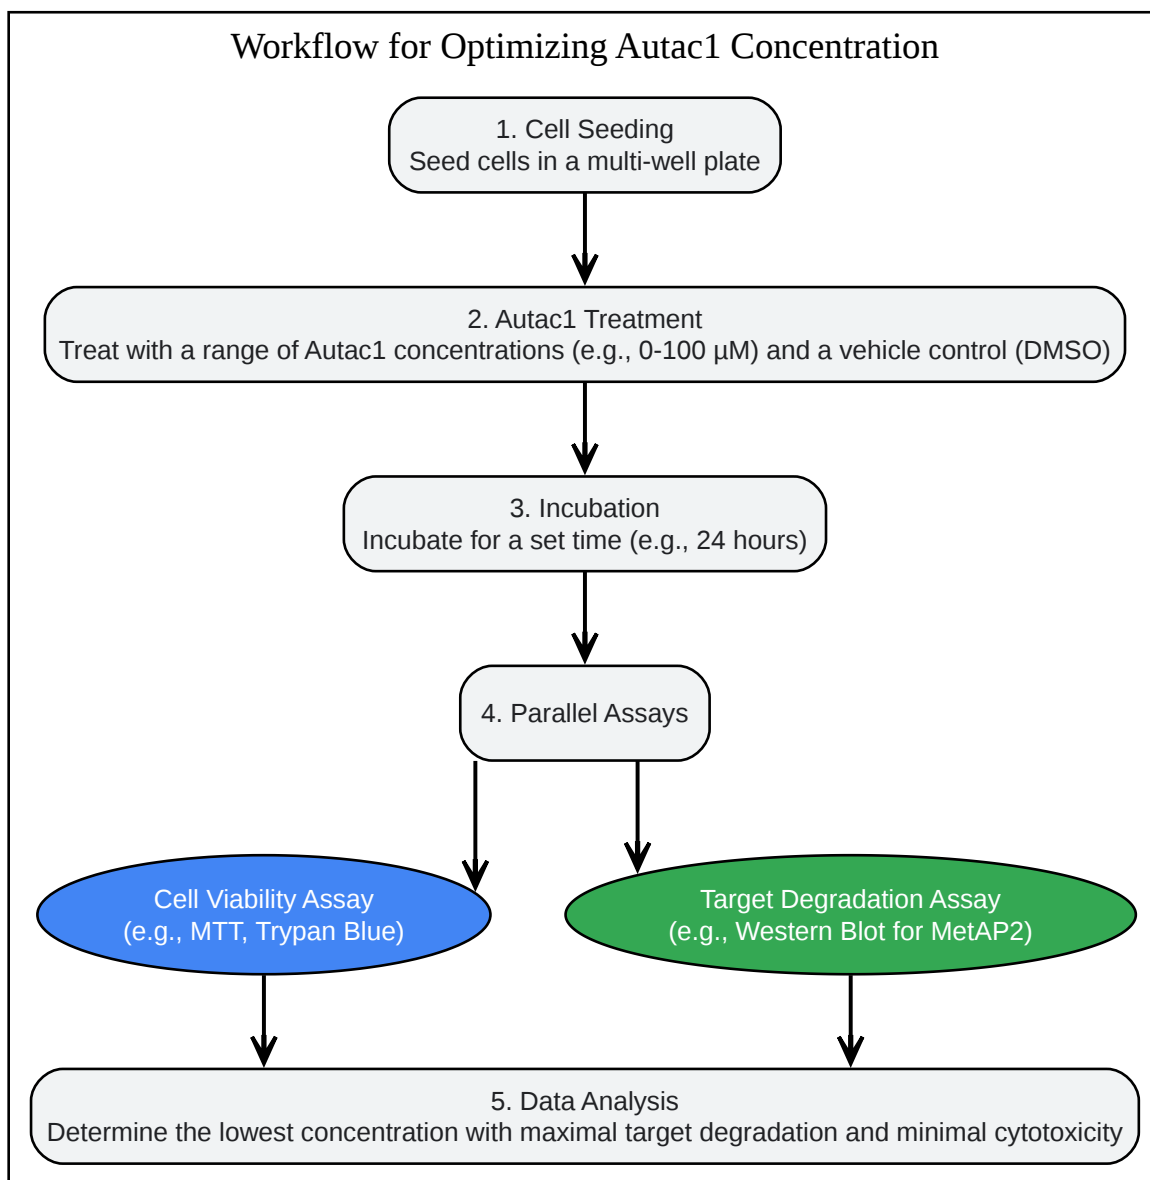 Workflow for Optimizing Autac1 Concentration
1. Cell Seeding
Seed cells in a multi-well plate
2. Autac1 Treatment
Treat with a range of Autac1 concentrations (e.g., 0-100 µM) and a vehicle control (DMSO)
3. Incubation
Incubate for a set time (e.g., 24 hours)
4. Parallel Assays
Cell Viability Assay
(e.g., MTT, Trypan Blue)
Target Degradation Assay
(e.g., Western Blot for MetAP2)
5. Data Analysis
Determine the lowest concentration with maximal target degradation and minimal cytotoxicity